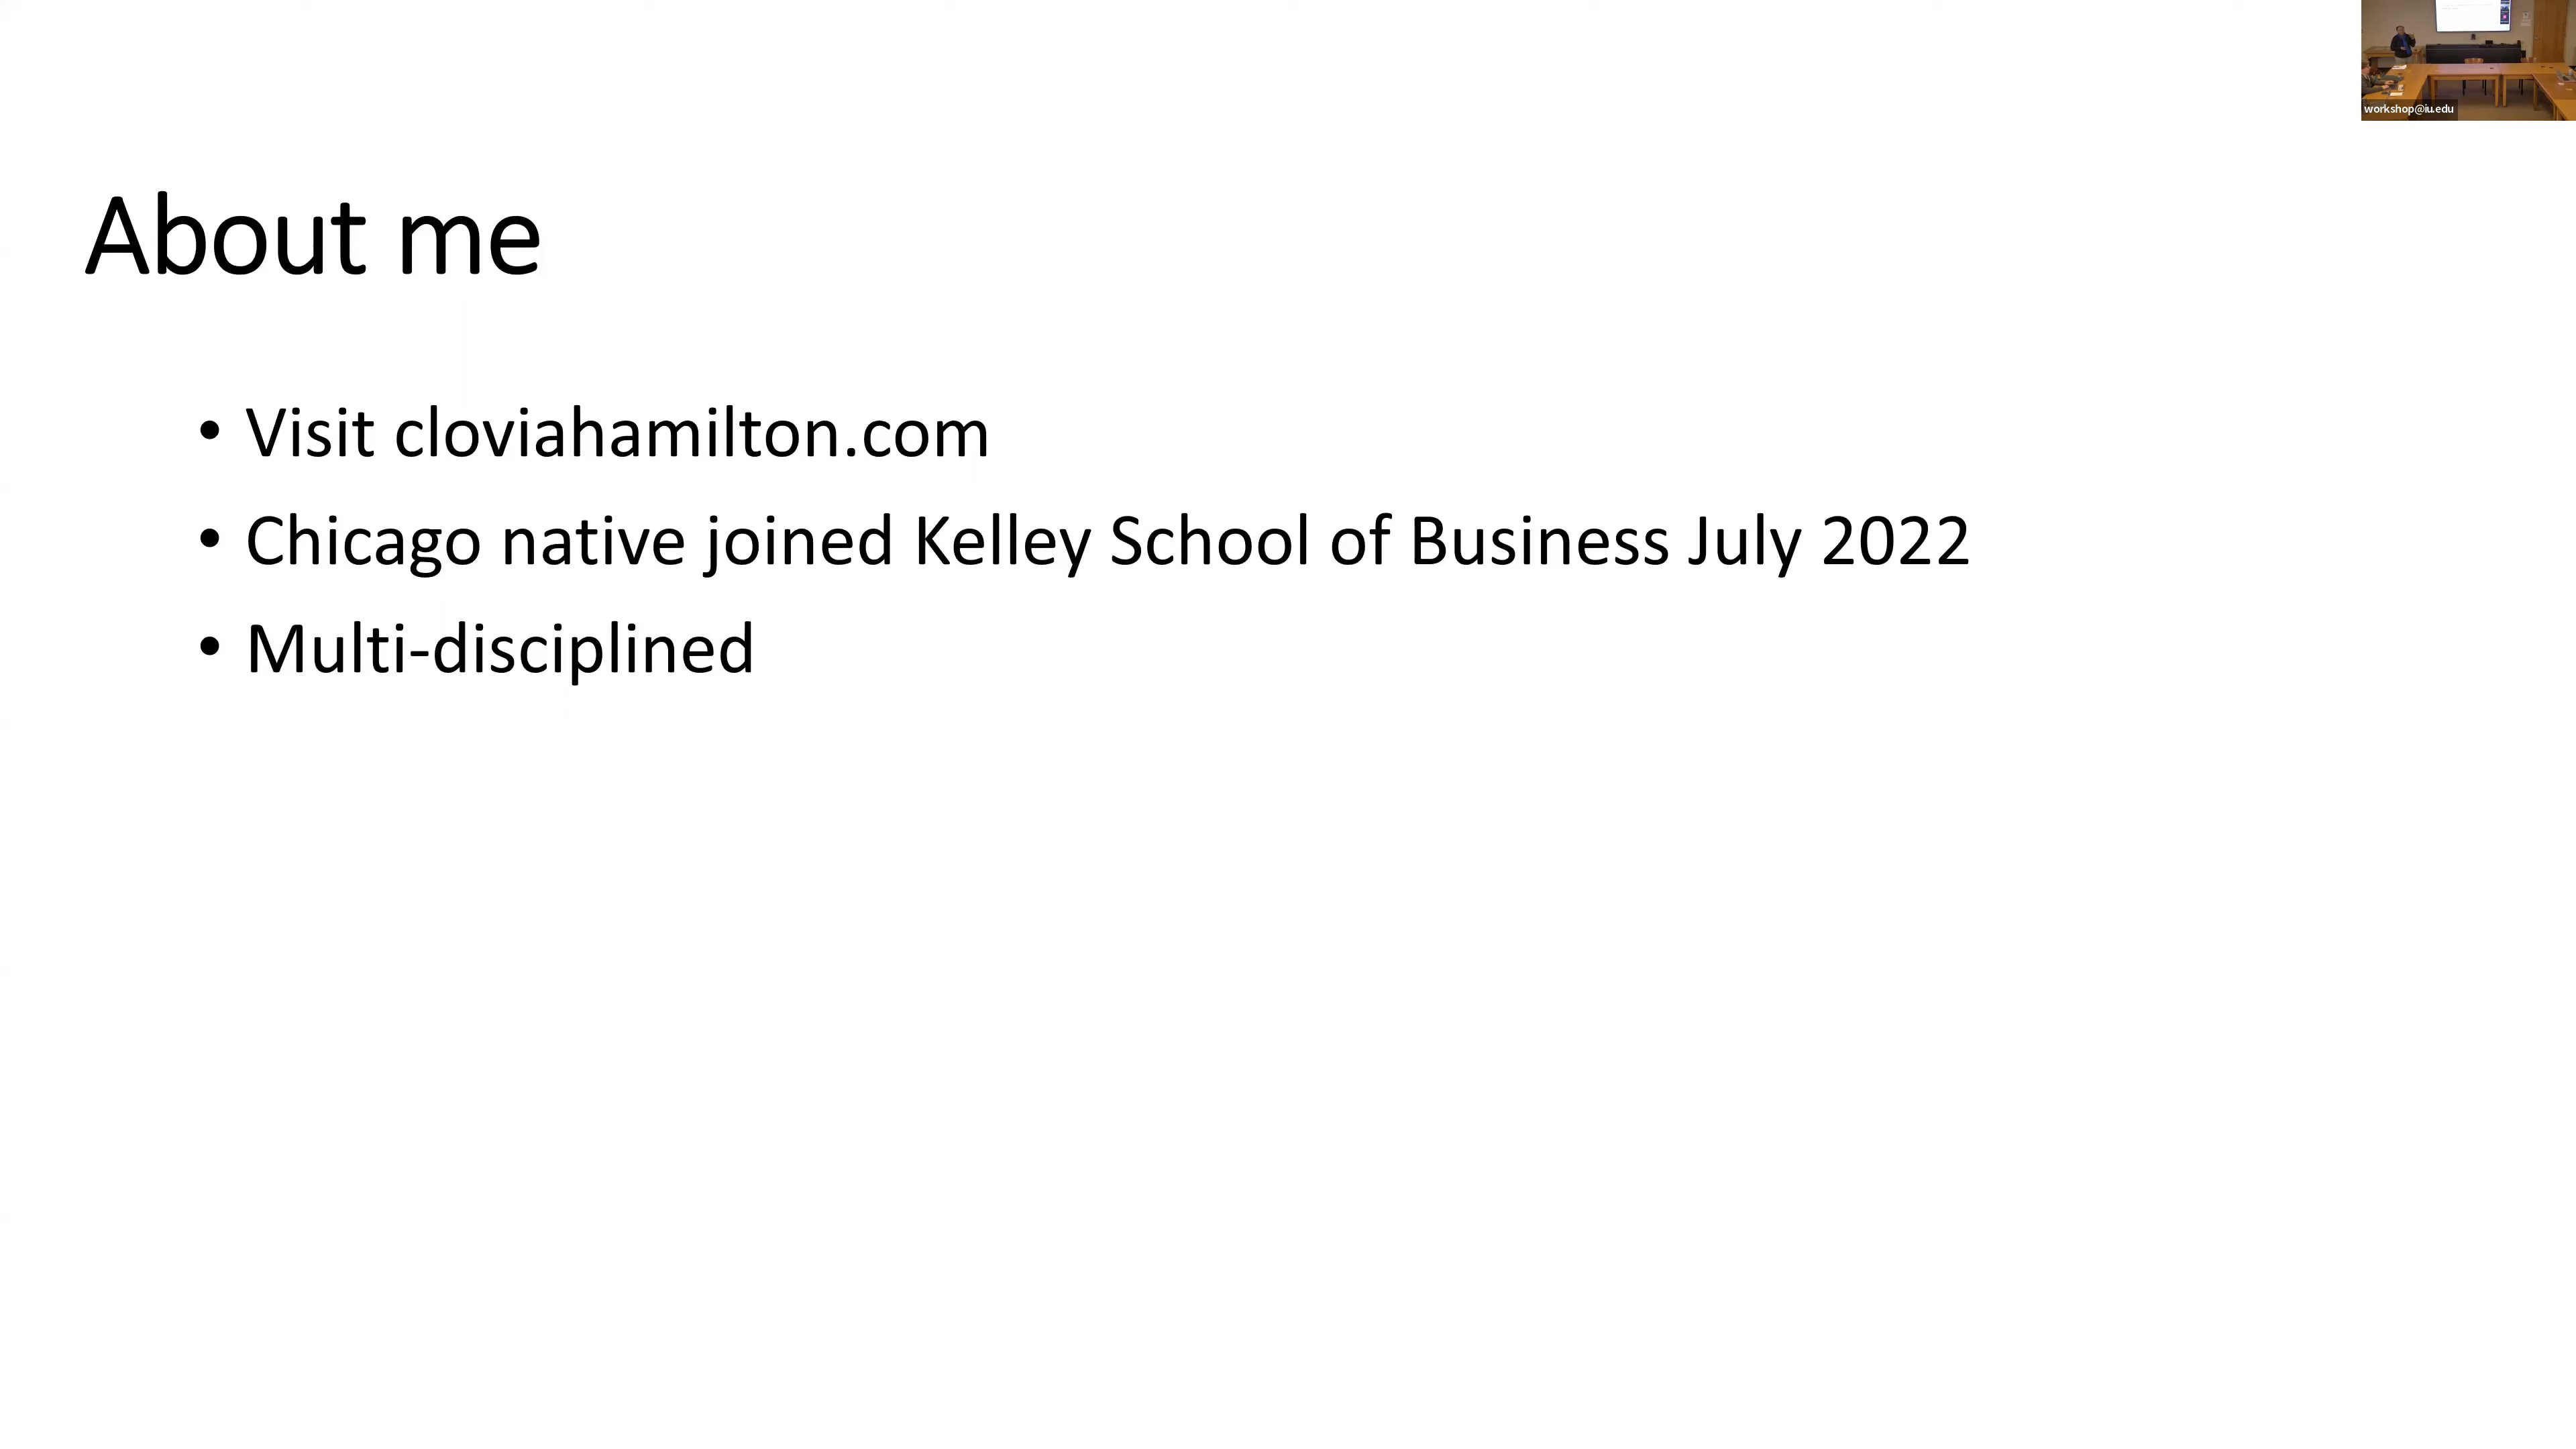 workshop@iu.edu
About me
• Visit cloviahamilton.com
• Chicago native joined Kelley School of Business July 2022
• Multi-disciplined